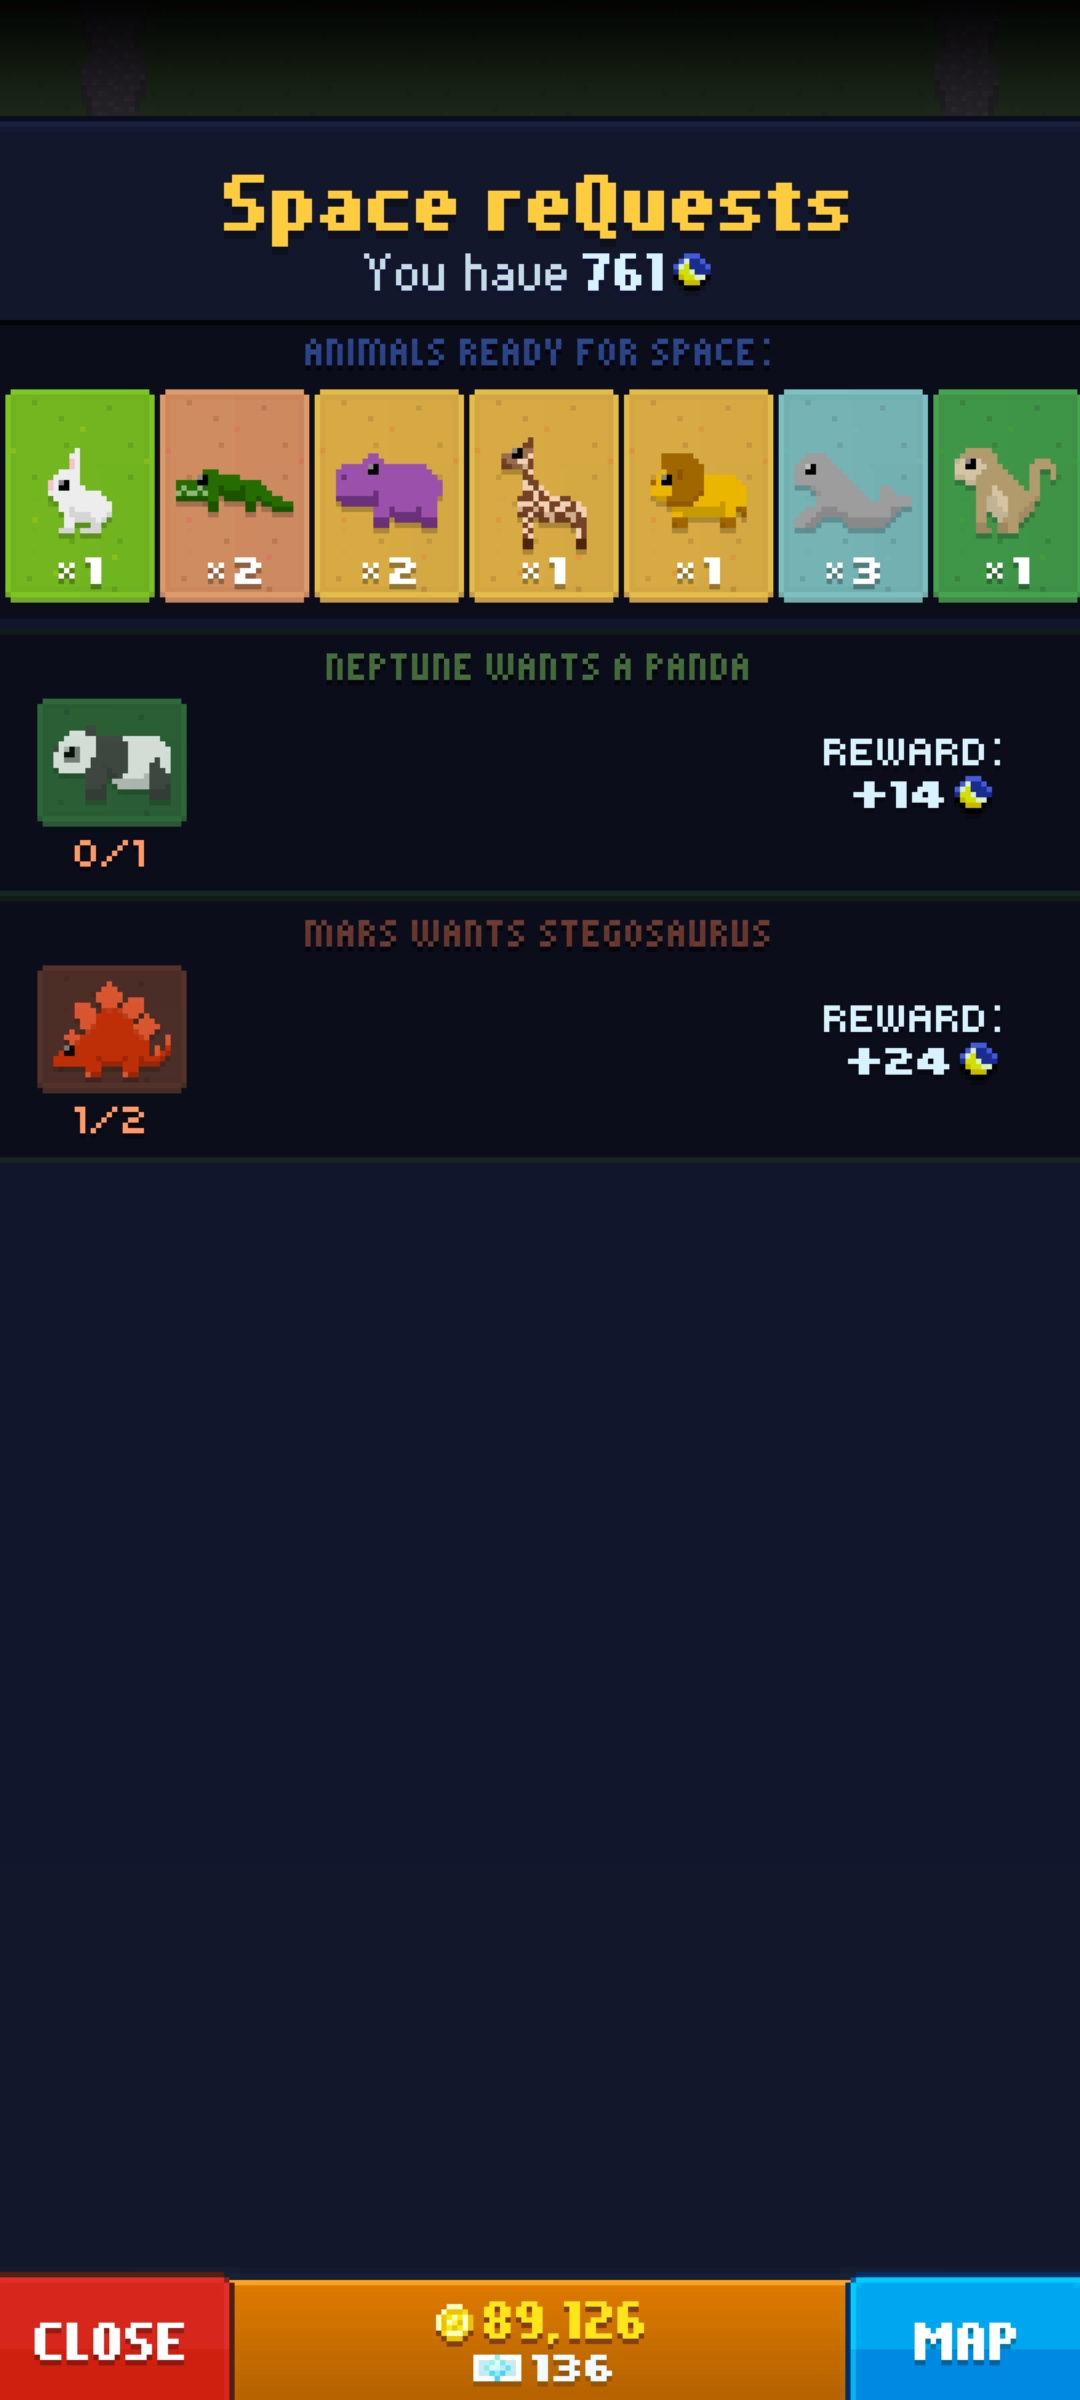 Space reQuests
You have 761
ANIMALS READY FOR SPACE:
×1 ×2 ×2 ×1 ×1 ×3 ×1
NEPTUNE WANTS A PANDA
REWARD:
+14
0/1
MARS WANTS STEGOSAURUS
REWARD:
+24
1/2
CLOSE
89,126
136
MAP